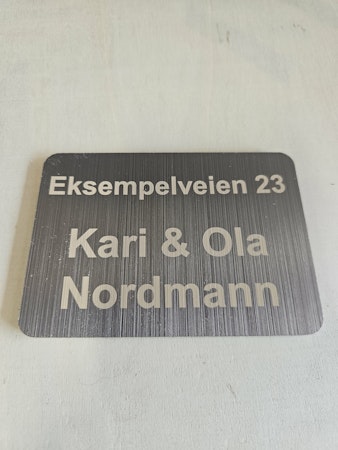 Eksempelveien 23
Kari & Ola
Nordmann